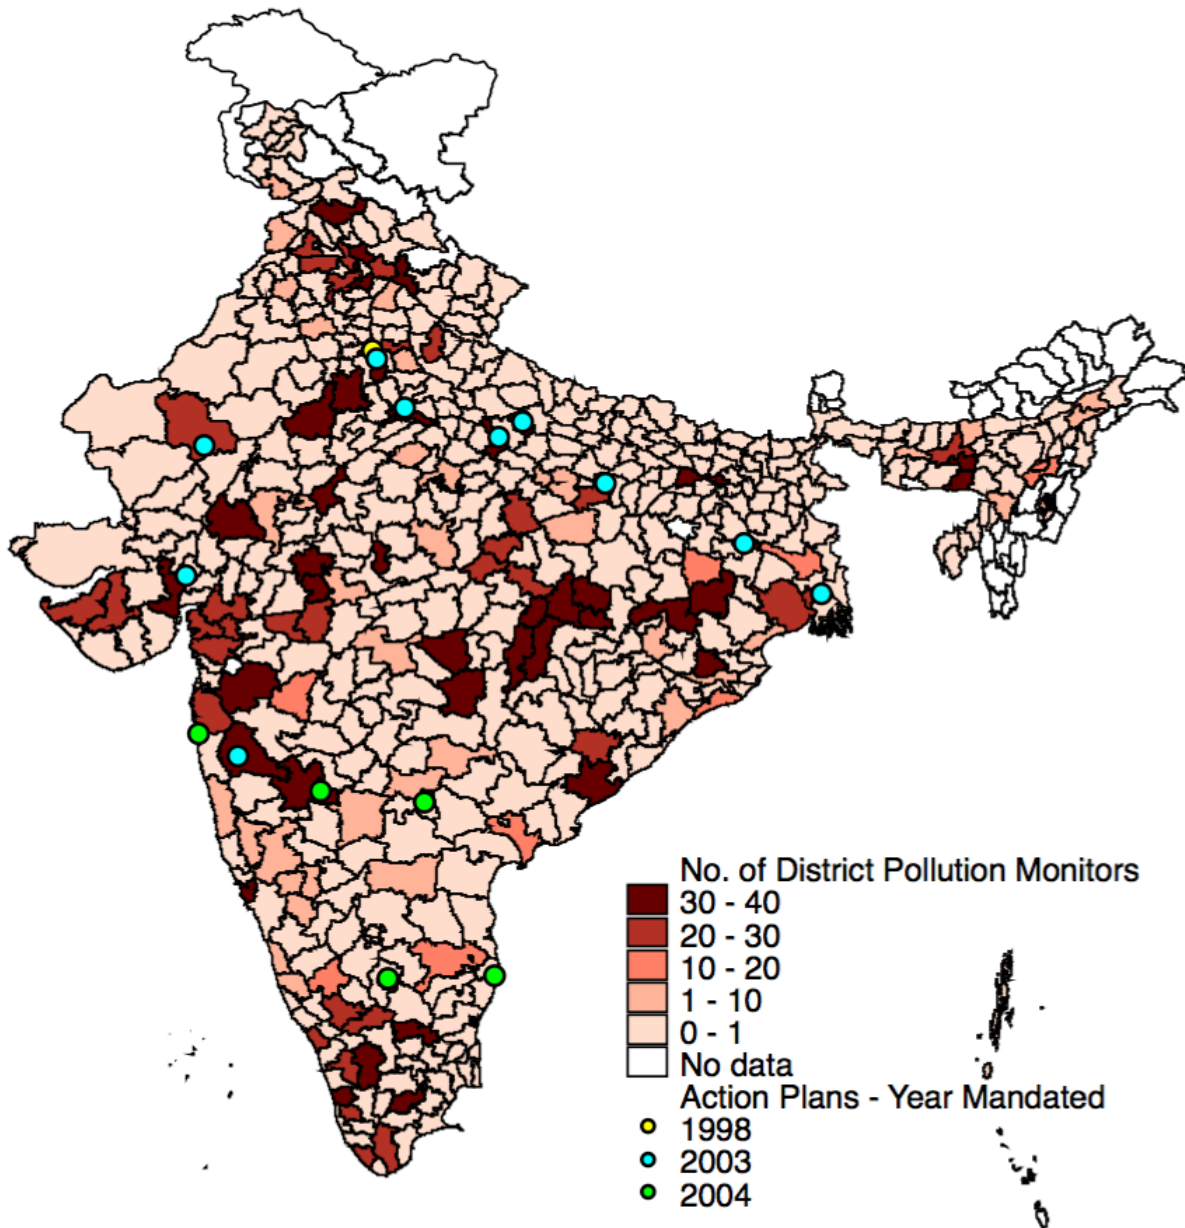 No. of District Pollution Monitors
30 - 40
20 - 30
10 - 20
1 - 10
0 - 1
No data
Action Plans - Year Mandated
1998
2003
2004